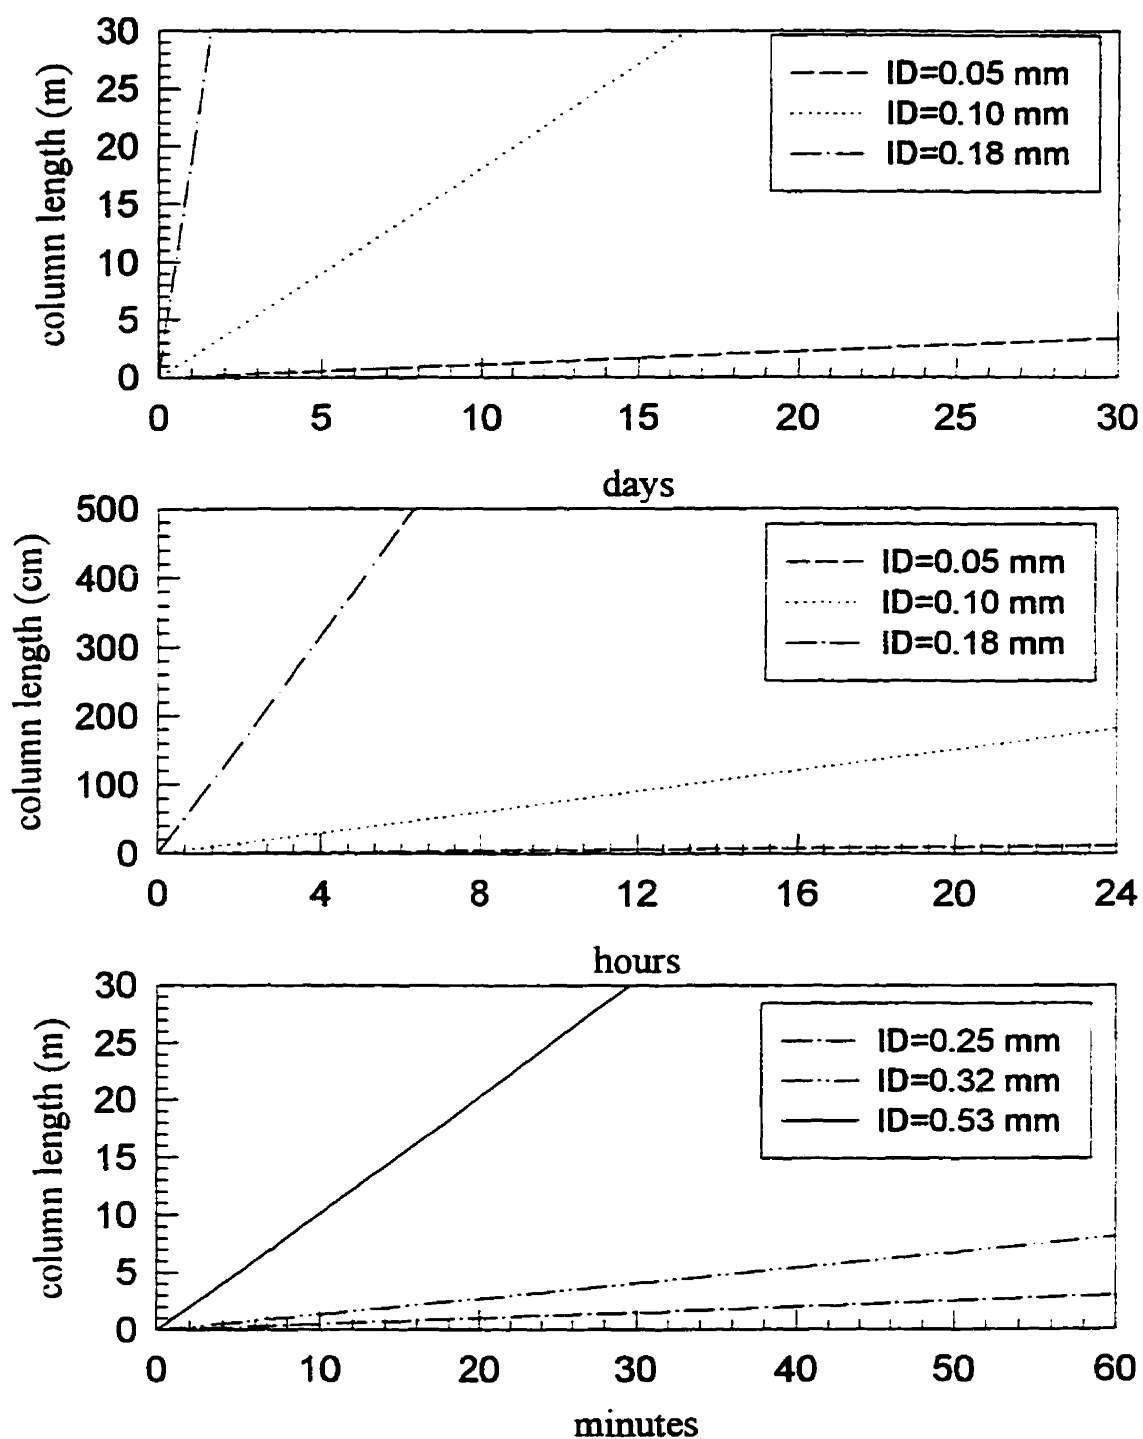 30
25
20
15
10
5
0
column length (m)
ID=0.05 mm
ID=0.10 mm
ID=0.18 mm
0 5 10 15 20 25 30
days
500
400
300
200
100
0
column length (cm)
ID=0.05 mm
ID=0.10 mm
ID=0.18 mm
0 4 8 12 16 20 24
hours
30
25
20
15
10
5
0
column length (m)
ID=0.25 mm
ID=0.32 mm
ID=0.53 mm
0 10 20 30 40 50 60
minutes